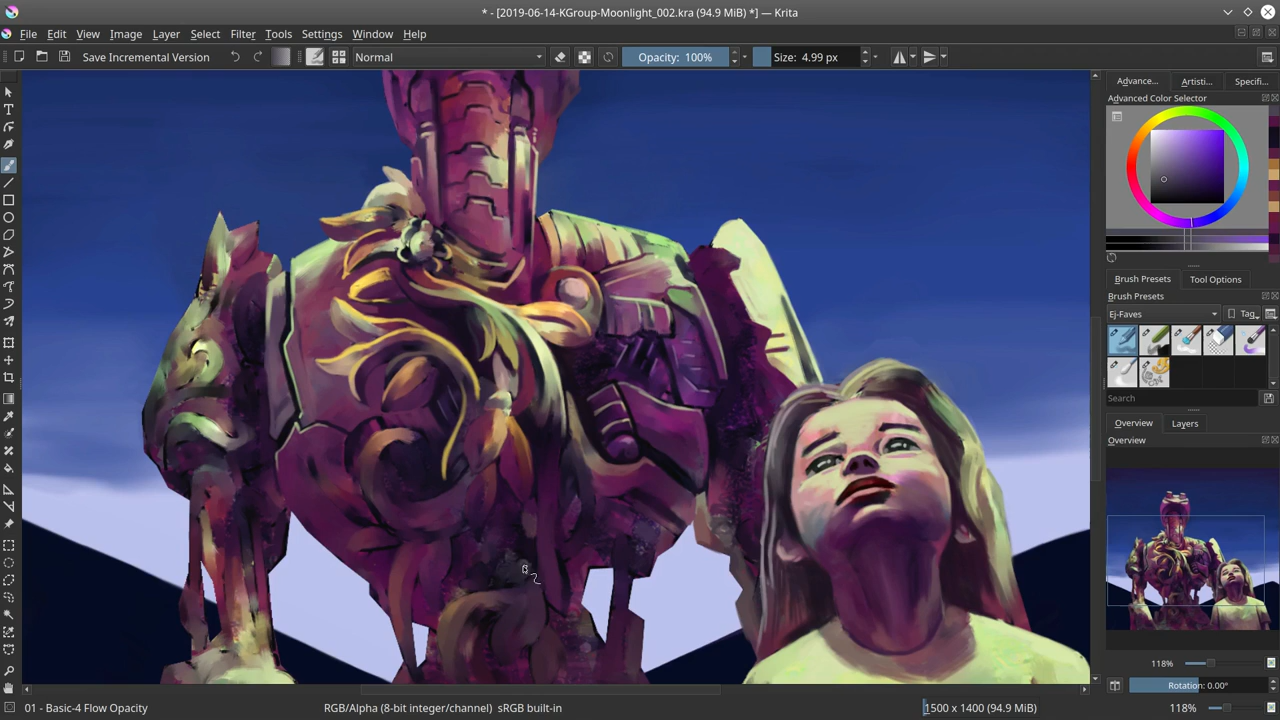 * - [2019-06-14-KGroup-Moonlight_002.kra (94.9 MiB) *] — Krita
File Edit View Image Layer Select Filter Tools Settings Window Help
Save Incremental Version Normal Opacity: 100% Size: 4.99 px
Advance... Artisti... Specifi...
Advanced Color Selector
Brush Presets Tool Options
Brush Presets
Ej-Faves Tag
Search
Overview Layers
Overview
118%
Rotation: 0.00°
01 - Basic-4 Flow Opacity RGB/Alpha (8-bit integer/channel) sRGB built-in 1500 x 1400 (94.9 MiB) 118%